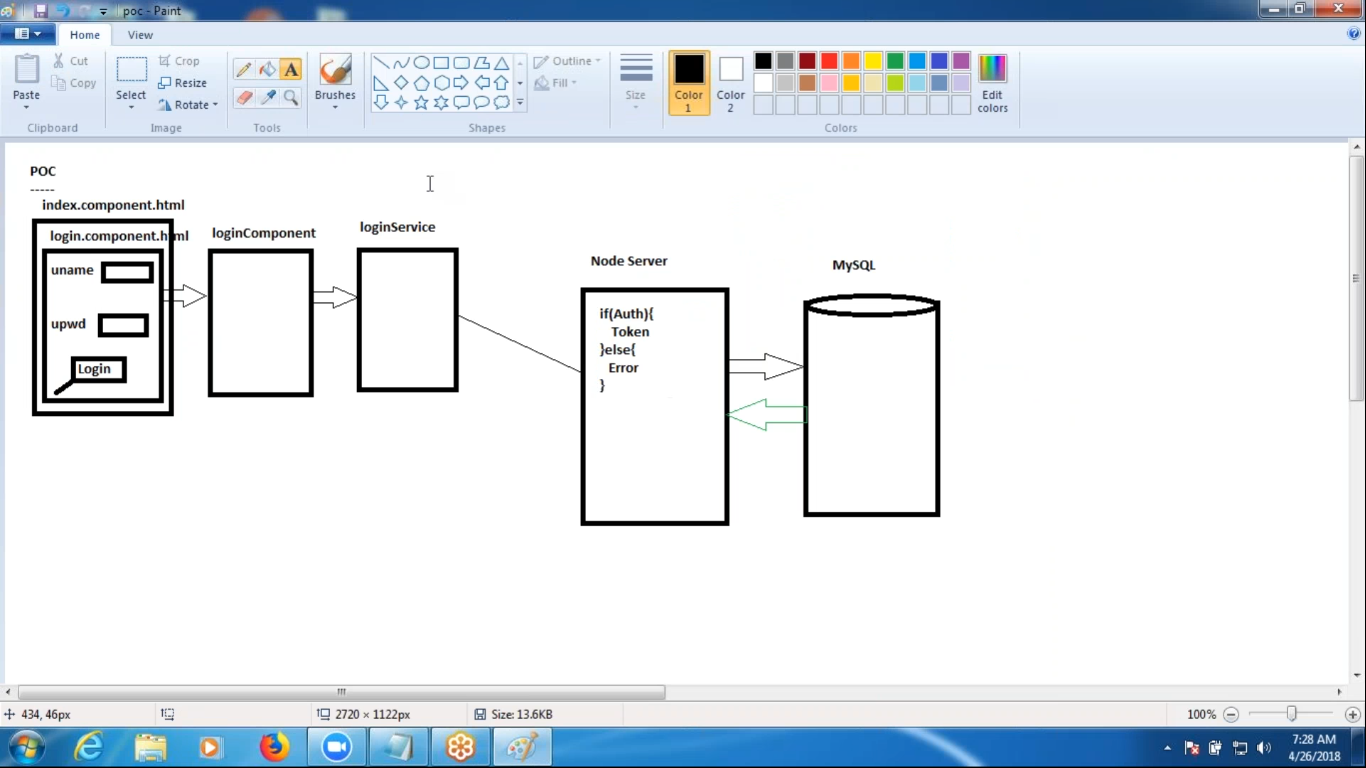 poc - Paint
Home View
Paste
Cut
Copy
Clipboard
Select
Crop
Resize
Rotate
Image
A
Tools
Brushes
Outline
Fill
Shapes
Size
Color
1
Color
2
Edit
colors
Colors
POC
-----
index.component.html
login.component.html
uname
upwd
Login
loginComponent
loginService
Node Server
if(Auth){
Token
}else{
Error
}
MySQL
434, 46px
2720 × 1122px
Size: 13.6KB
100%
7:28 AM
4/26/2018